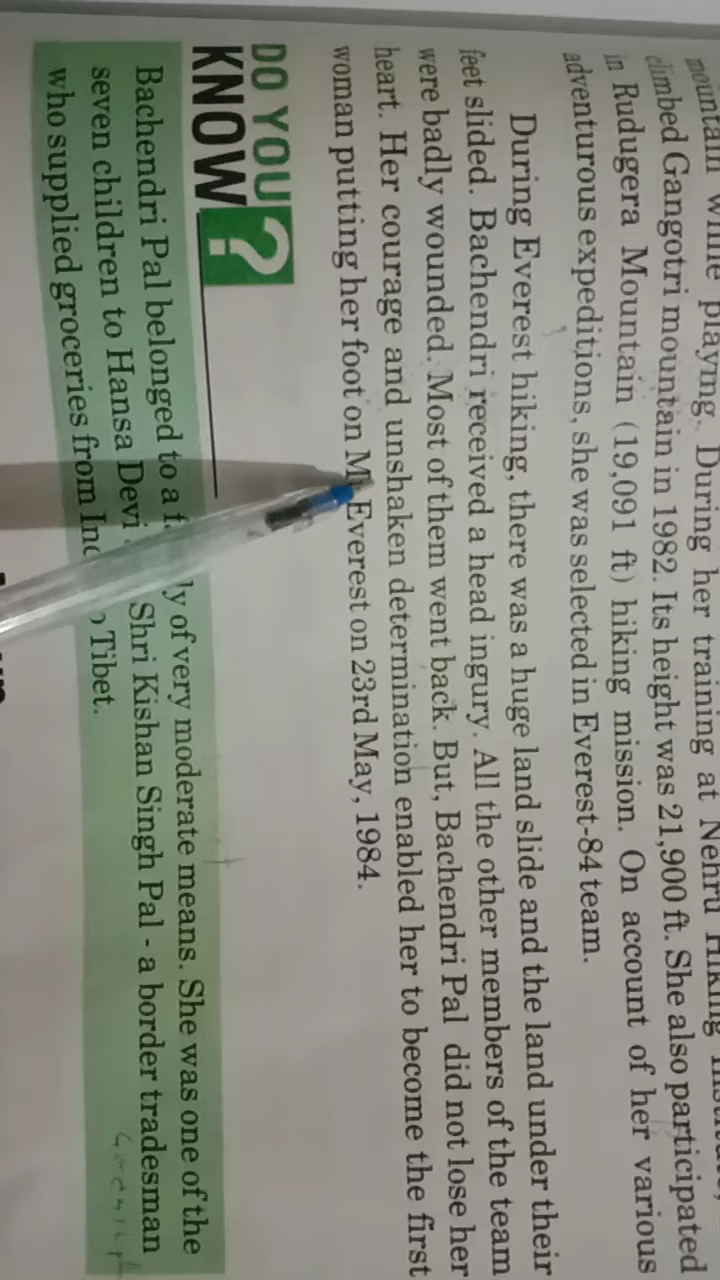 mountain while playing. During her training at Nehru Hiking
climbed Gangotri mountain in 1982. Its height was 21,900 ft. She also participated
in Rudugera Mountain (19,091 ft) hiking mission. On account of her various
adventurous expeditions, she was selected in Everest-84 team.
During Everest hiking, there was a huge land slide and the land under their
feet slided. Bachendri received a head ingury. All the other members of the team
were badly wounded. Most of them went back. But, Bachendri Pal did not lose her
heart. Her courage and unshaken determination enabled her to become the first
woman putting her foot on Everest on 23rd May, 1984.
DO YOU
KNOW?
Bachendri Pal belonged to a of very moderate means. She was one of the
seven children to Hansa Devi Shri Kishan Singh Pal - a border tradesman
who supplied groceries from Tibet.